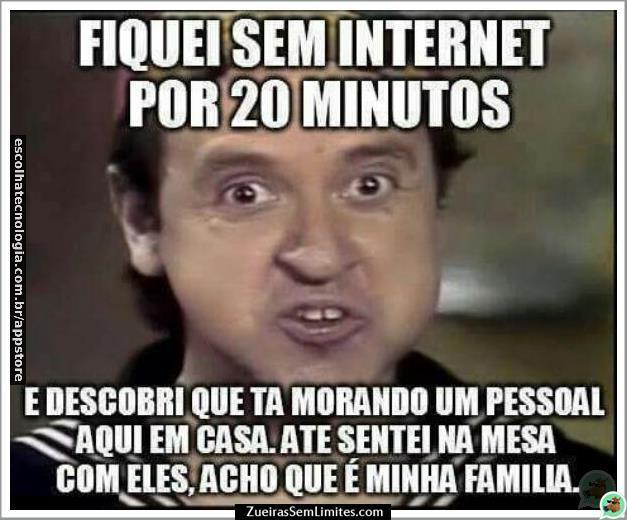 FIQUEI SEM INTERNET
POR 20 MINUTOS
escolhatecnologia.com.br/appstore
E DESCOBRI QUE TA MORANDO UM PESSOAL
AQUI EM CASA. ATE SENTEI NA MESA
COM ELES, ACHO QUE É MINHA FAMILIA.
ZueirasSemLimites.com